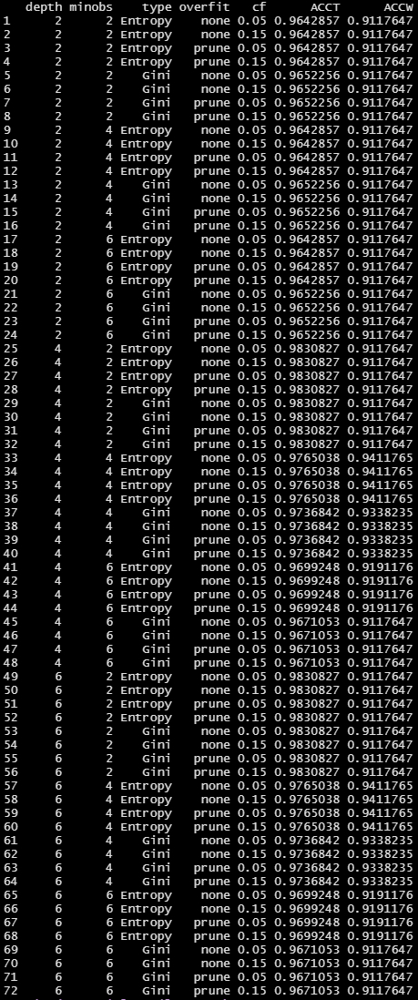 depth minobs type overfit cf ACCT ACCW
1 2 2 Entropy none 0.05 0.9642857 0.9117647
2 2 2 Entropy none 0.15 0.9642857 0.9117647
3 2 2 Entropy prune 0.05 0.9642857 0.9117647
4 2 2 Entropy prune 0.15 0.9642857 0.9117647
5 2 2 Gini none 0.05 0.9652256 0.9117647
6 2 2 Gini none 0.15 0.9652256 0.9117647
7 2 2 Gini prune 0.05 0.9652256 0.9117647
8 2 2 Gini prune 0.15 0.9652256 0.9117647
9 2 4 Entropy none 0.05 0.9642857 0.9117647
10 2 4 Entropy none 0.15 0.9642857 0.9117647
11 2 4 Entropy prune 0.05 0.9642857 0.9117647
12 2 4 Entropy prune 0.15 0.9642857 0.9117647
13 2 4 Gini none 0.05 0.9652256 0.9117647
14 2 4 Gini none 0.15 0.9652256 0.9117647
15 2 4 Gini prune 0.05 0.9652256 0.9117647
16 2 4 Gini prune 0.15 0.9652256 0.9117647
17 2 6 Entropy none 0.05 0.9642857 0.9117647
18 2 6 Entropy none 0.15 0.9642857 0.9117647
19 2 6 Entropy prune 0.05 0.9642857 0.9117647
20 2 6 Entropy prune 0.15 0.9642857 0.9117647
21 2 6 Gini none 0.05 0.9652256 0.9117647
22 2 6 Gini none 0.15 0.9652256 0.9117647
23 2 6 Gini prune 0.05 0.9652256 0.9117647
24 2 6 Gini prune 0.15 0.9652256 0.9117647
25 4 2 Entropy none 0.05 0.9830827 0.9117647
26 4 2 Entropy none 0.15 0.9830827 0.9117647
27 4 2 Entropy prune 0.05 0.9830827 0.9117647
28 4 2 Entropy prune 0.15 0.9830827 0.9117647
29 4 2 Gini none 0.05 0.9830827 0.9117647
30 4 2 Gini none 0.15 0.9830827 0.9117647
31 4 2 Gini prune 0.05 0.9830827 0.9117647
32 4 2 Gini prune 0.15 0.9830827 0.9117647
33 4 4 Entropy none 0.05 0.9765038 0.9411765
34 4 4 Entropy none 0.15 0.9765038 0.9411765
35 4 4 Entropy prune 0.05 0.9765038 0.9411765
36 4 4 Entropy prune 0.15 0.9765038 0.9411765
37 4 4 Gini none 0.05 0.9736842 0.9338235
38 4 4 Gini none 0.15 0.9736842 0.9338235
39 4 4 Gini prune 0.05 0.9736842 0.9338235
40 4 4 Gini prune 0.15 0.9736842 0.9338235
41 4 6 Entropy none 0.05 0.9699248 0.9191176
42 4 6 Entropy none 0.15 0.9699248 0.9191176
43 4 6 Entropy prune 0.05 0.9699248 0.9191176
44 4 6 Entropy prune 0.15 0.9699248 0.9191176
45 4 6 Gini none 0.05 0.9671053 0.9117647
46 4 6 Gini none 0.15 0.9671053 0.9117647
47 4 6 Gini prune 0.05 0.9671053 0.9117647
48 4 6 Gini prune 0.15 0.9671053 0.9117647
49 6 2 Entropy none 0.05 0.9830827 0.9117647
50 6 2 Entropy none 0.15 0.9830827 0.9117647
51 6 2 Entropy prune 0.05 0.9830827 0.9117647
52 6 2 Entropy prune 0.15 0.9830827 0.9117647
53 6 2 Gini none 0.05 0.9830827 0.9117647
54 6 2 Gini none 0.15 0.9830827 0.9117647
55 6 2 Gini prune 0.05 0.9830827 0.9117647
56 6 2 Gini prune 0.15 0.9830827 0.9117647
57 6 4 Entropy none 0.05 0.9765038 0.9411765
58 6 4 Entropy none 0.15 0.9765038 0.9411765
59 6 4 Entropy prune 0.05 0.9765038 0.9411765
60 6 4 Entropy prune 0.15 0.9765038 0.9411765
61 6 4 Gini none 0.05 0.9736842 0.9338235
62 6 4 Gini none 0.15 0.9736842 0.9338235
63 6 4 Gini prune 0.05 0.9736842 0.9338235
64 6 4 Gini prune 0.15 0.9736842 0.9338235
65 6 6 Entropy none 0.05 0.9699248 0.9191176
66 6 6 Entropy none 0.15 0.9699248 0.9191176
67 6 6 Entropy prune 0.05 0.9699248 0.9191176
68 6 6 Entropy prune 0.15 0.9699248 0.9191176
69 6 6 Gini none 0.05 0.9671053 0.9117647
70 6 6 Gini none 0.15 0.9671053 0.9117647
71 6 6 Gini prune 0.05 0.9671053 0.9117647
72 6 6 Gini prune 0.15 0.9671053 0.9117647